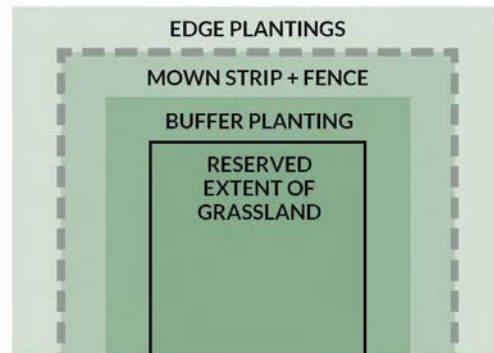 EDGE PLANTINGS
MOWN STRIP + FENCE
BUFFER PLANTING
RESERVED
EXTENT OF
GRASSLAND